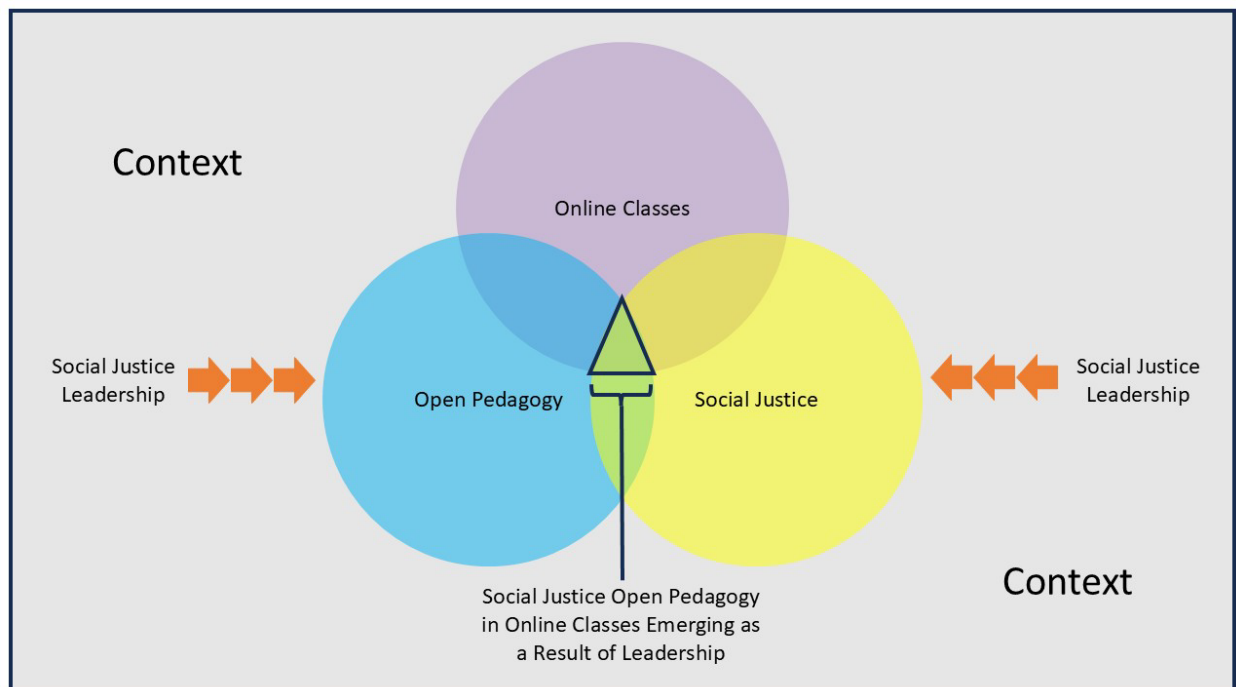 Context
Online Classes
Social Justice
Leadership
Open Pedagogy
Social Justice
Social Justice
Leadership
Context
Social Justice Open Pedagogy
in Online Classes Emerging as
a Result of Leadership